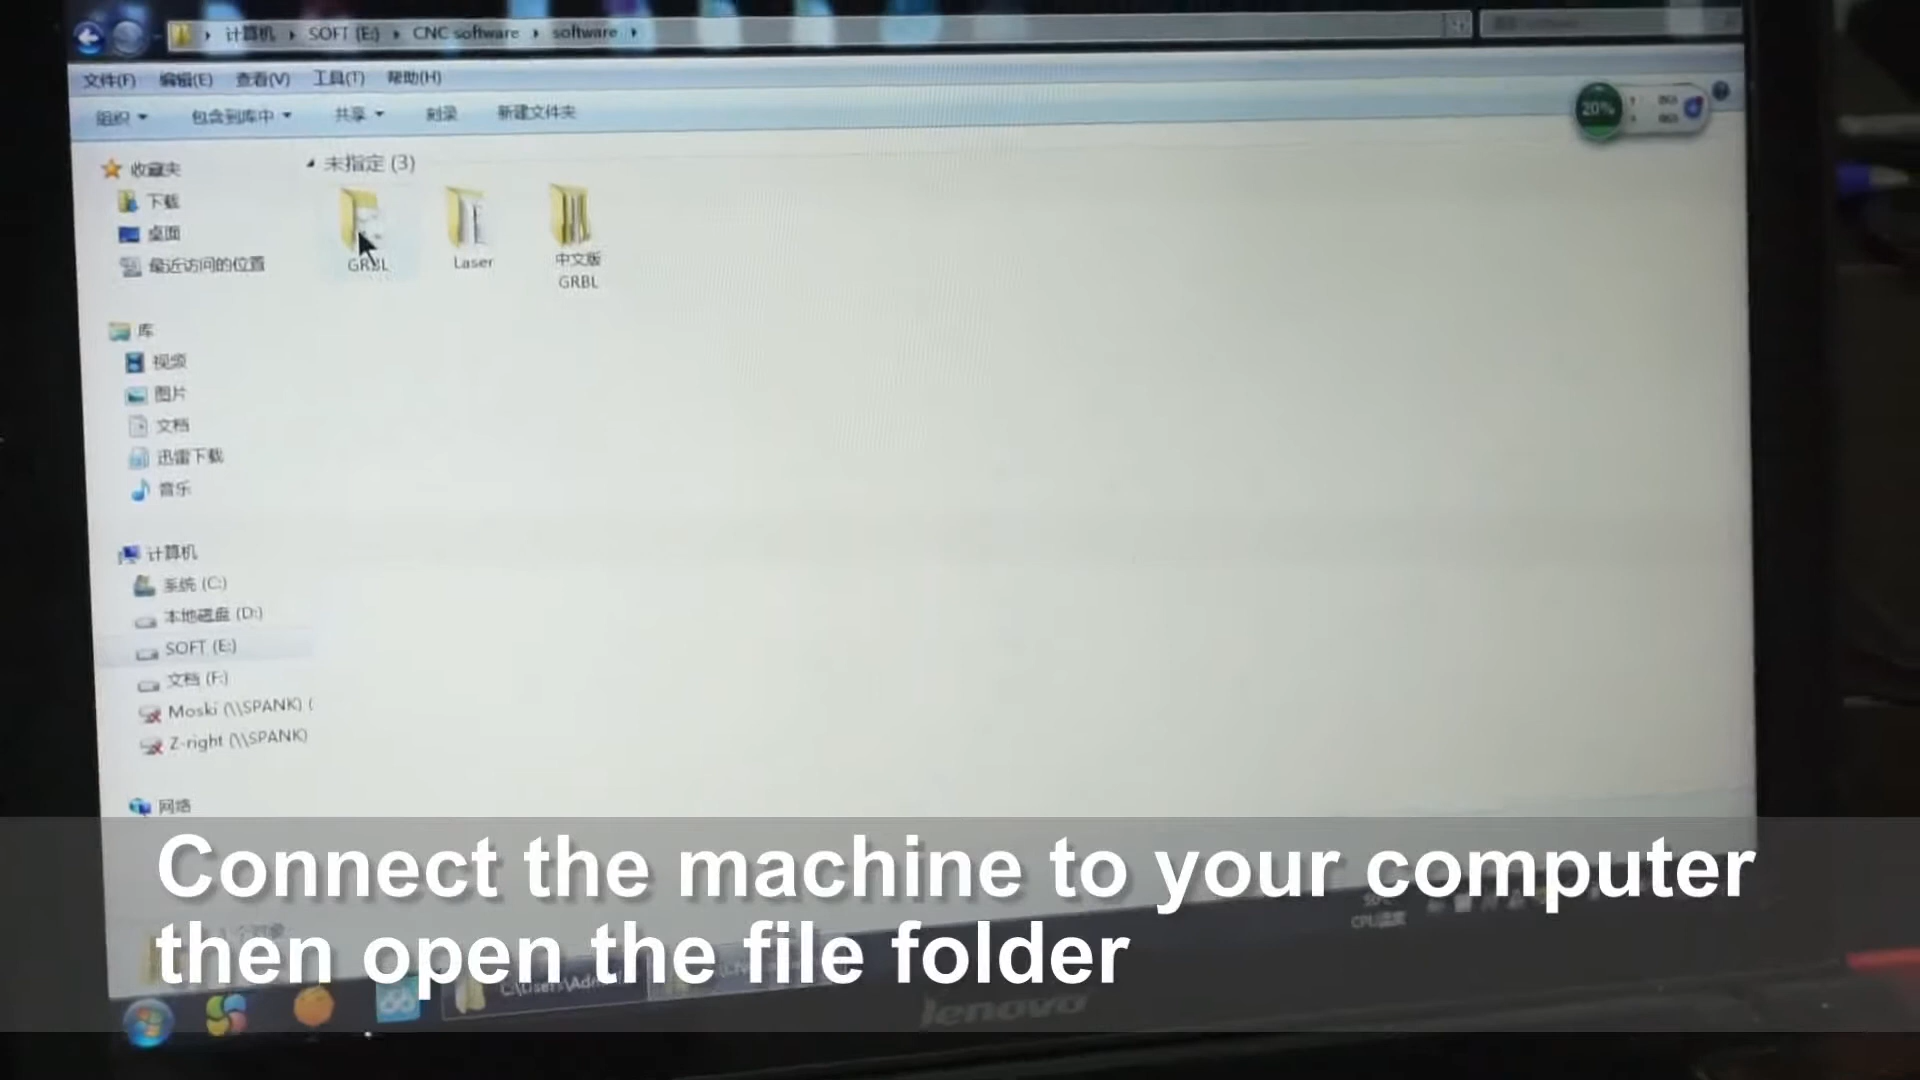 计算机 SOFT (E:) CNC software software
文件(F) 编辑(E) 查看(V) 工具(T) 帮助(H)
组织 包含到库中 共享 刻录 新建文件夹
20%
收藏夹
下载
桌面
最近访问的位置
库
视频
图片
文档
迅雷下载
音乐
计算机
系统 (C:)
本地磁盘 (D:)
SOFT (E:)
文档 (F:)
Moski (\\SPANK) (
Z-right (\\SPANK)
网络
未指定 (3)
GRBL
Laser
中文版
GRBL
Connect the machine to your computer
then open the file folder
CPU温度
lenovo